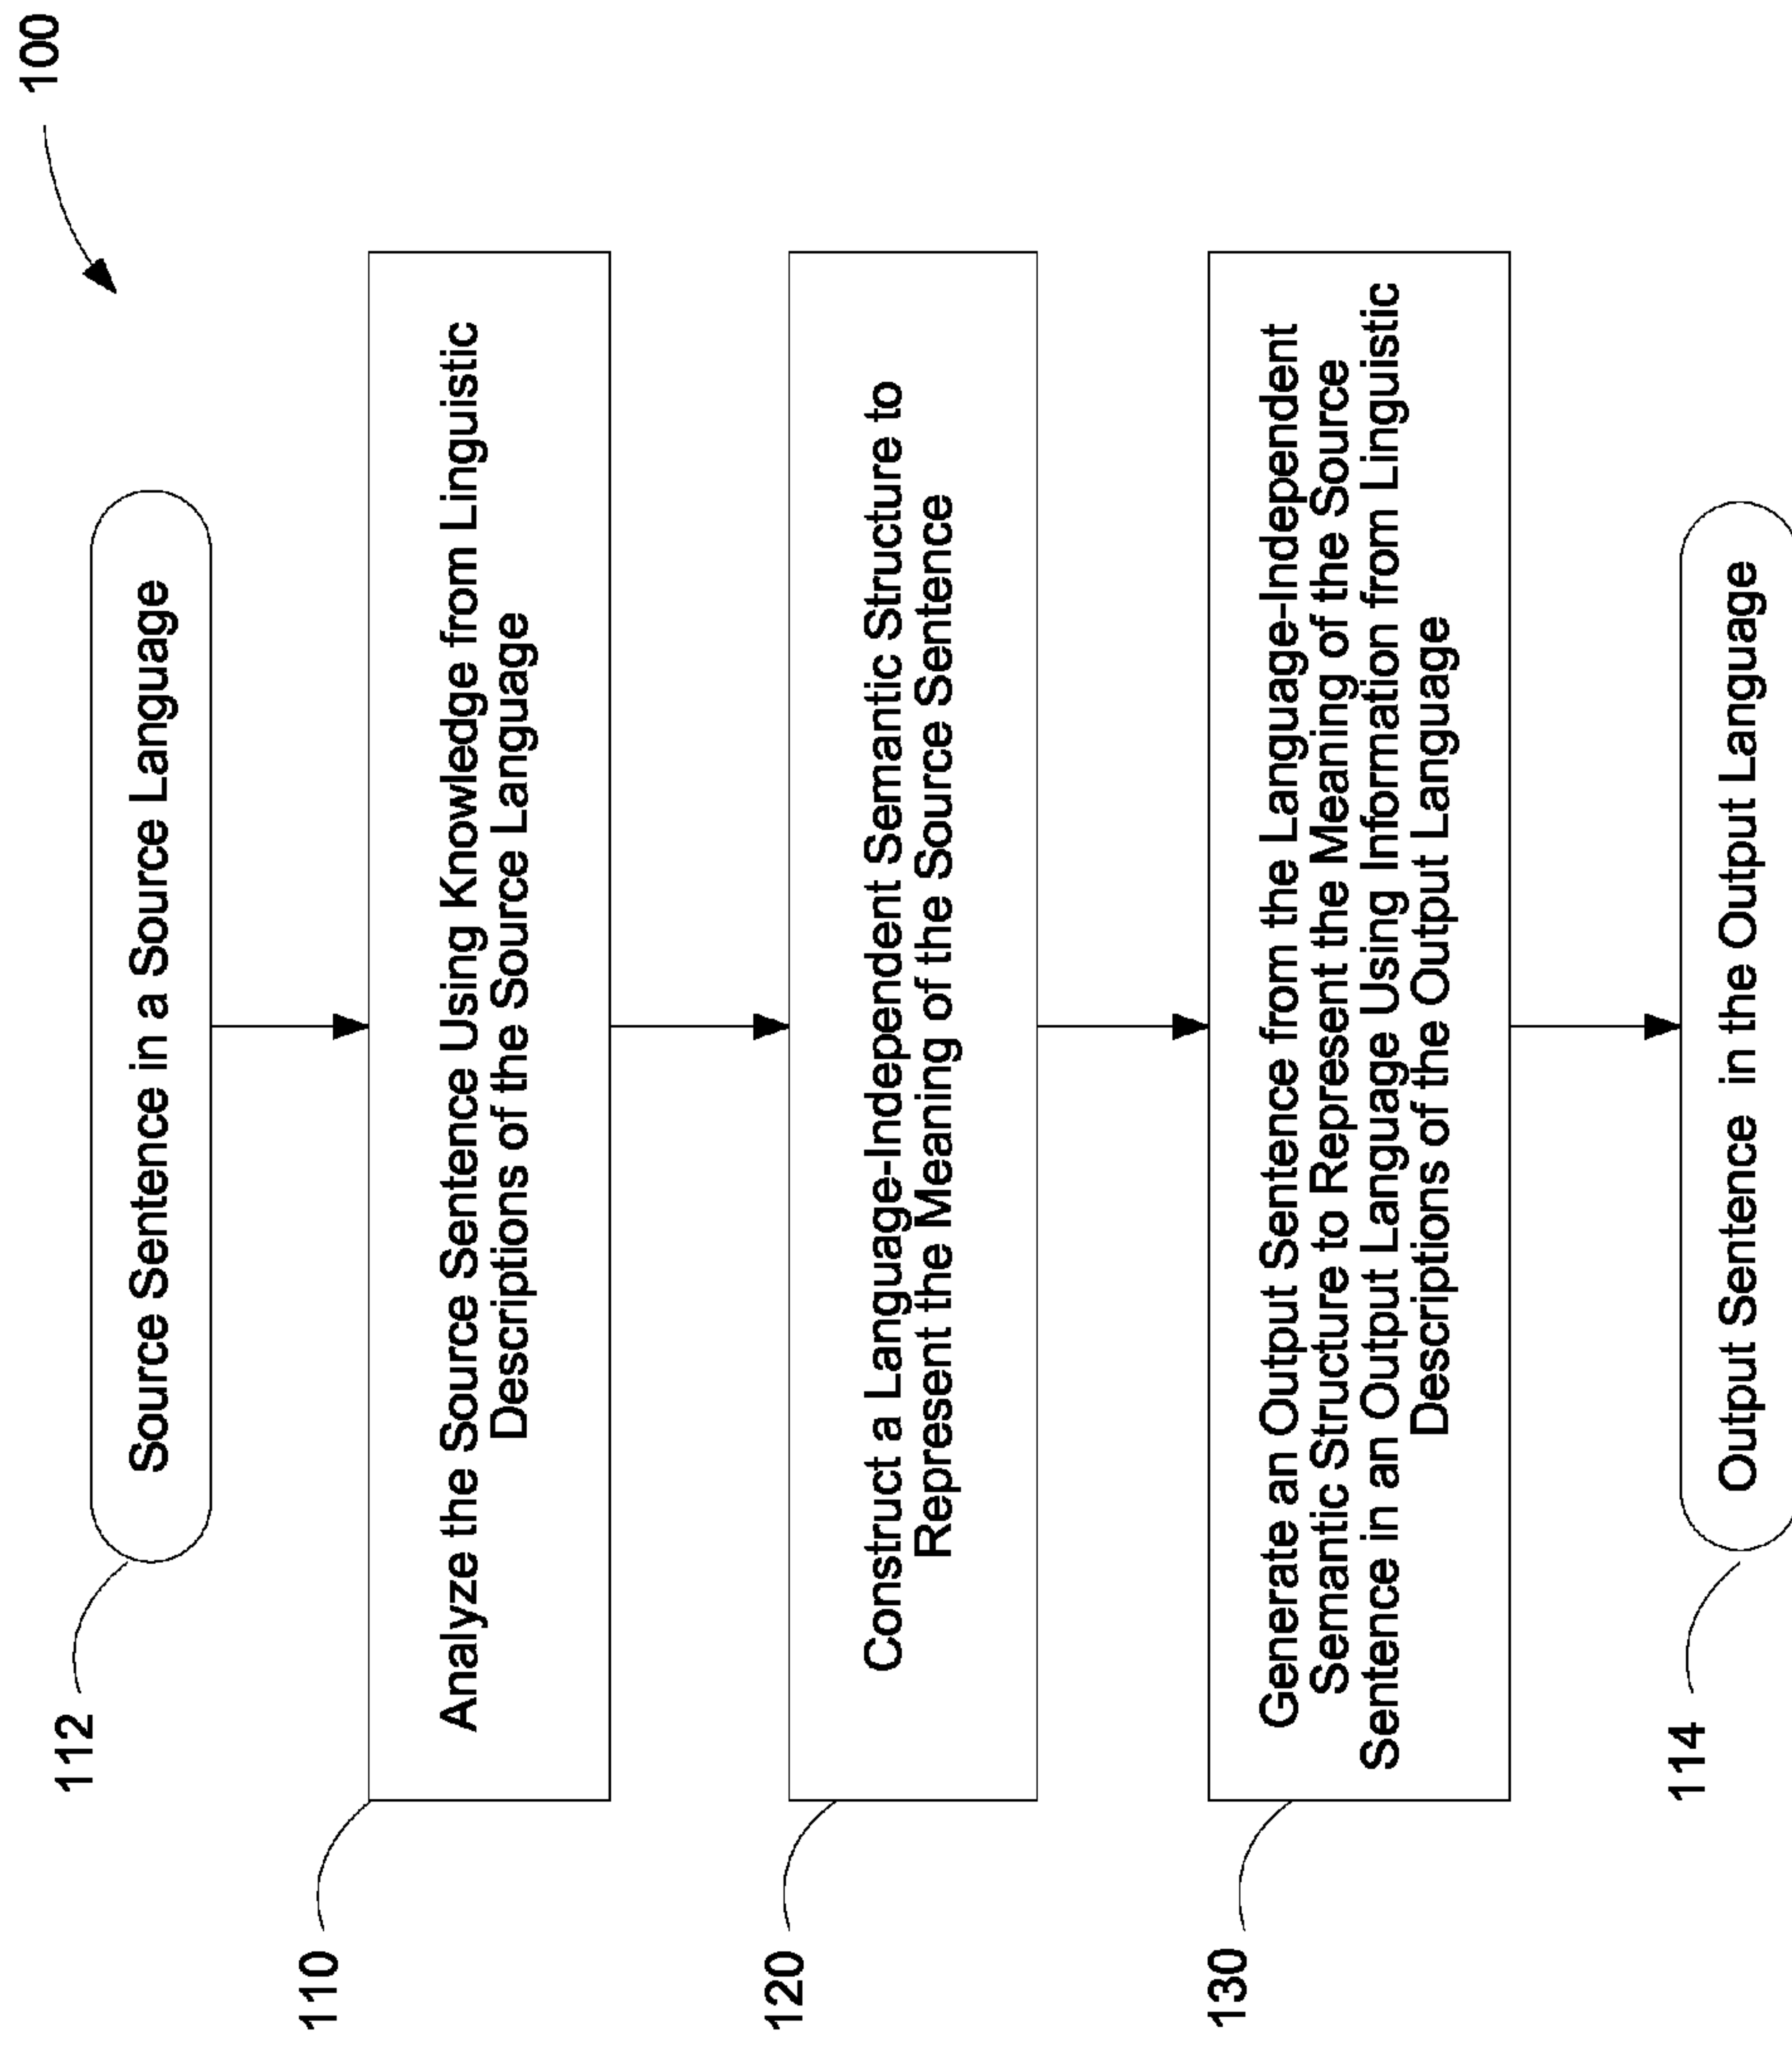 100
112
Source Sentence in a Source Language
110
Analyze the Source Sentence Using Knowledge from Linguistic
Descriptions of the Source Language
120
Construct a Language-Independent Semantic Structure to
Represent the Meaning of the Source Sentence
130
Generate an Output Sentence from the Language-Independent
Semantic Structure to Represent the Meaning of the Source
Sentence in an Output Language Using Information from Linguistic
Descriptions of the Output Language
114
Output Sentence in the Output Language